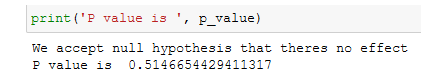 print('P value is ', p_value)
We accept null hypothesis that theres no effect
P value is  0.5146654429411317